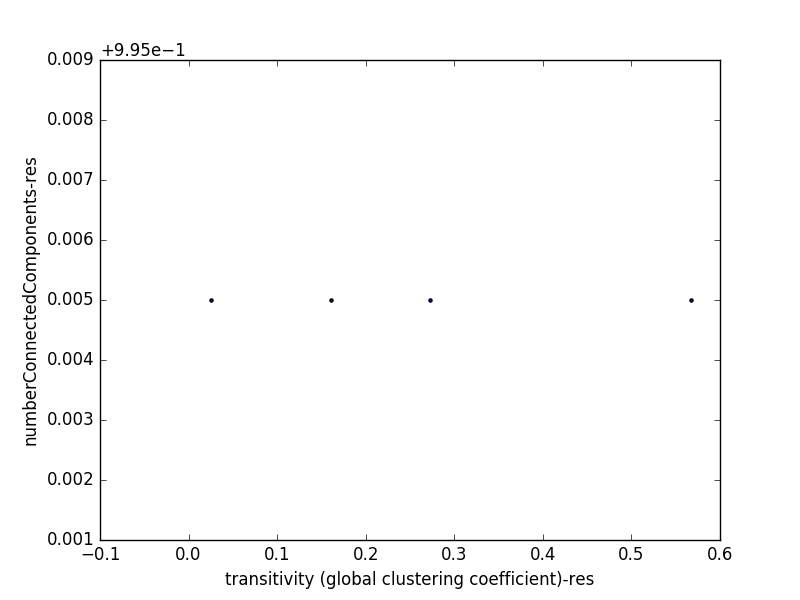 +9.95e−1
0.009
0.008
0.007
0.006
0.005
0.004
0.003
0.002
0.001
numberConnectedComponents-res
−0.1 0.0 0.1 0.2 0.3 0.4 0.5 0.6
transitivity (global clustering coefficient)-res